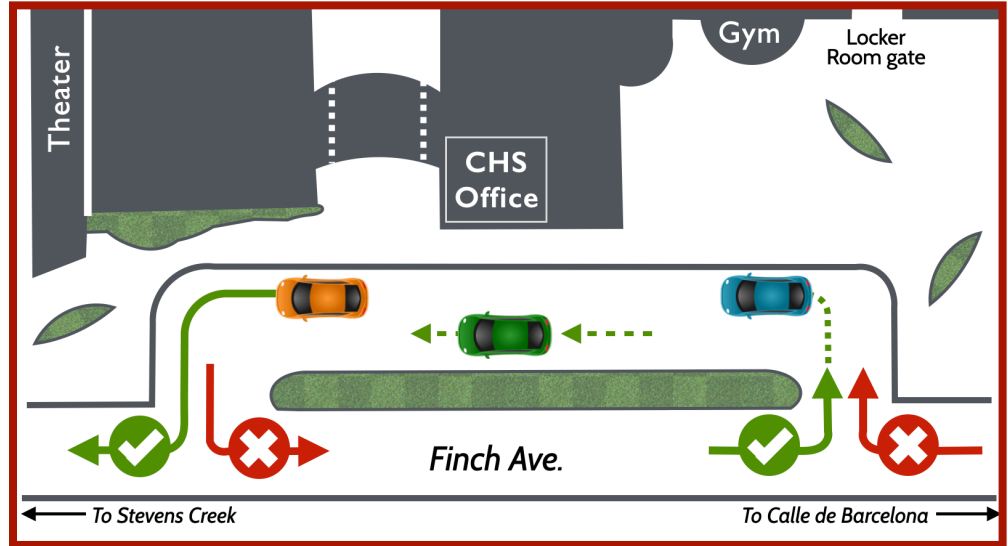 Theater
Gym
Locker
Room gate
CHS
Office
Finch Ave.
To Stevens Creek
To Calle de Barcelona